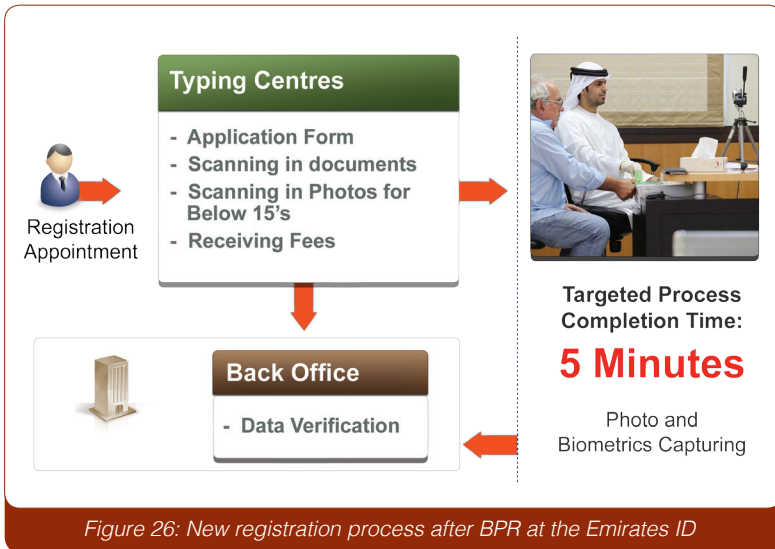 Registration
Appointment
Typing Centres
- Application Form
- Scanning in documents
- Scanning in Photos for
Below 15's
- Receiving Fees
Back Office
- Data Verification
Targeted Process
Completion Time:
5 Minutes
Photo and
Biometrics Capturing
Figure 26: New registration process after BPR at the Emirates ID